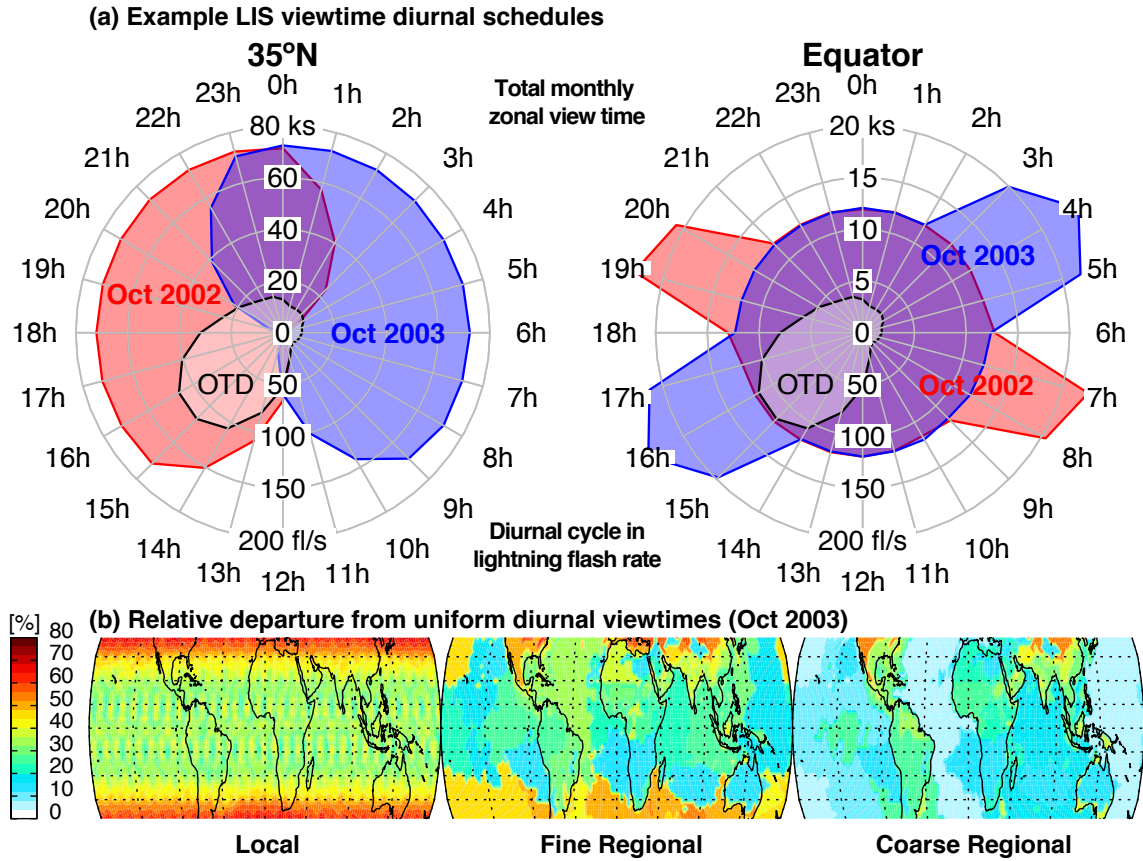 (a) Example LIS viewtime diurnal schedules
35ºN
Total monthly
zonal view time
Equator
0h
1h
2h
3h
4h
5h
6h
7h
8h
9h
10h
11h
12h
13h
14h
15h
16h
17h
18h
19h
20h
21h
22h
23h
80 ks
60
40
20
0
50
100
150
200 fl/s
Oct 2002
Oct 2003
OTD
0h
1h
2h
3h
4h
5h
6h
7h
8h
9h
10h
11h
12h
13h
14h
15h
16h
17h
18h
19h
20h
21h
22h
23h
20 ks
15
10
5
0
50
100
150
200 fl/s
Oct 2003
Oct 2002
OTD
Diurnal cycle in
lightning flash rate
(b) Relative departure from uniform diurnal viewtimes (Oct 2003)
[%]
80
70
60
50
40
30
20
10
0
Local
Fine Regional
Coarse Regional